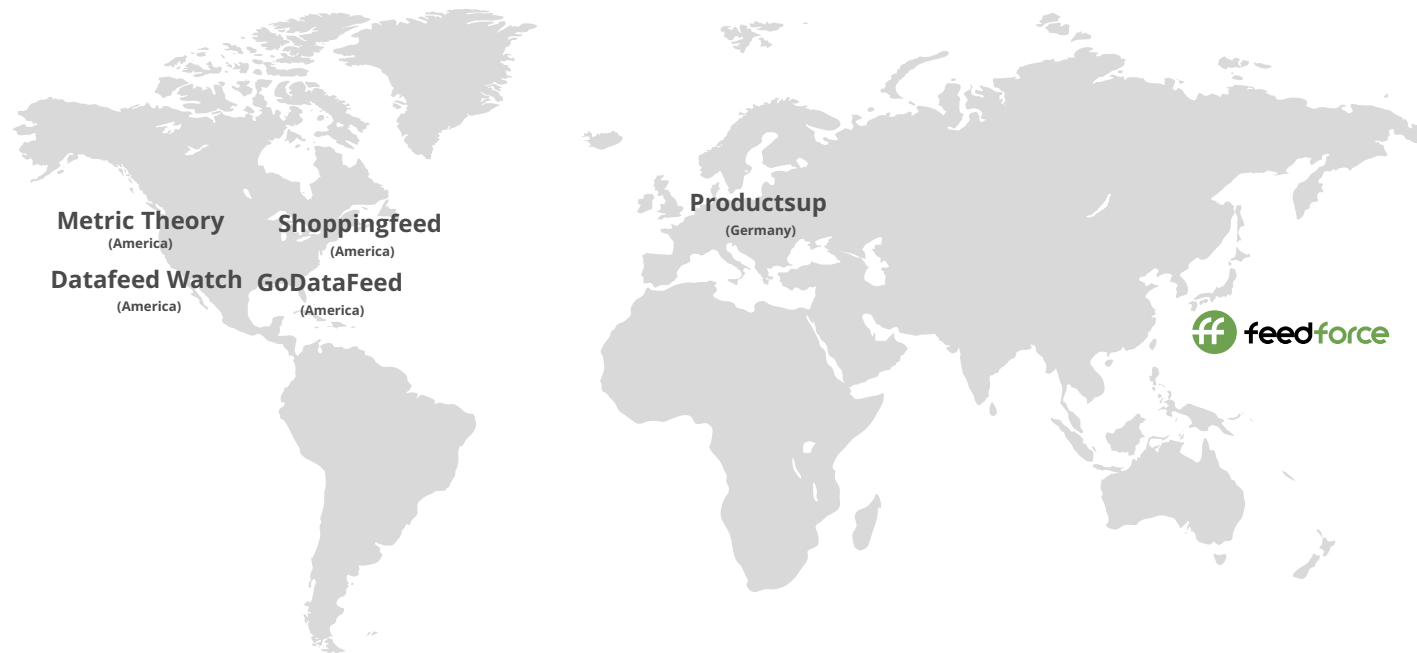 Metric Theory
(America)
Shoppingfeed
(America)
Datafeed Watch
(America)
GoDataFeed
(America)
Productsup
(Germany)
ff feedforce